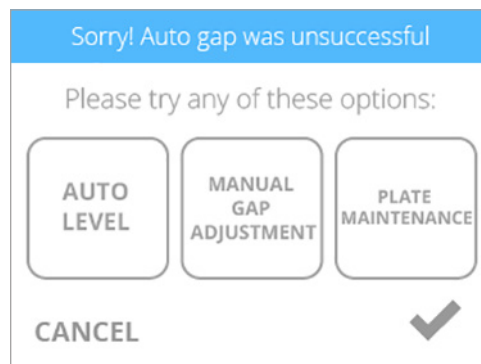 Sorry! Auto gap was unsuccessful
Please try any of these options:
AUTO
LEVEL
MANUAL
GAP
ADJUSTMENT
PLATE
MAINTENANCE
CANCEL